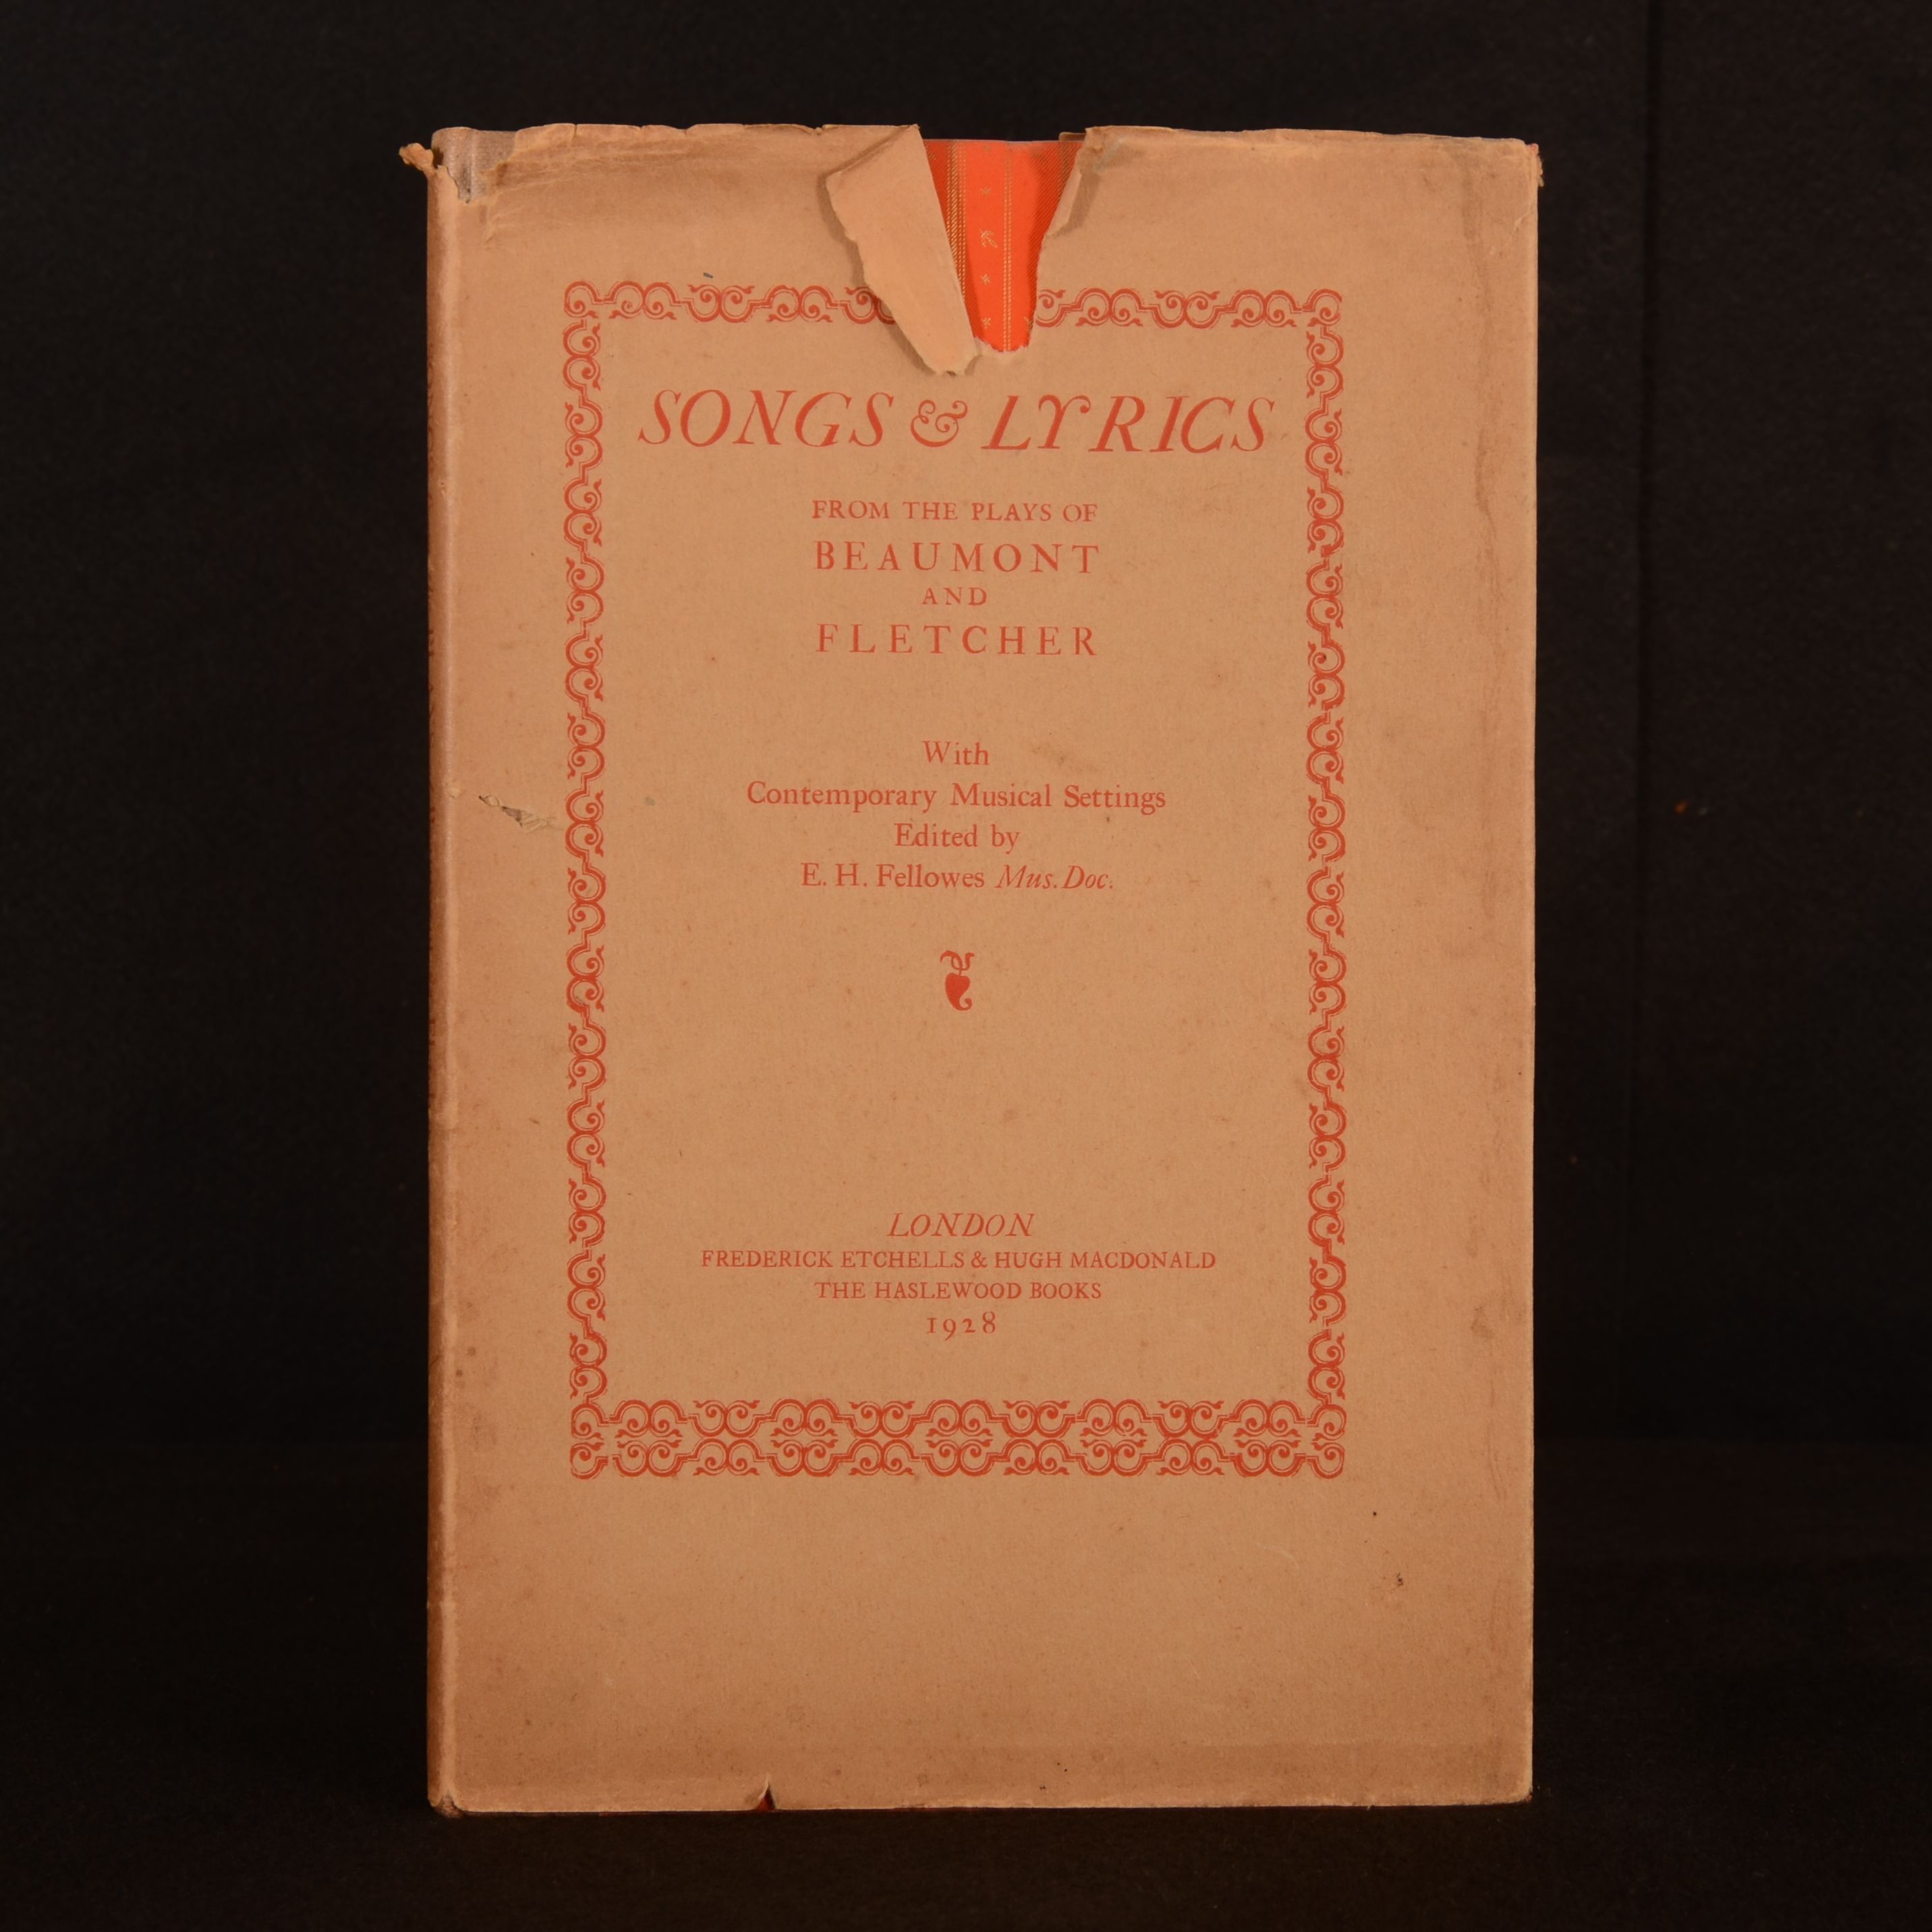 SONGS & LYRICS
FROM THE PLAYS OF
BEAUMONT
AND
FLETCHER
With
Contemporary Musical Settings
Edited by
E. H. Fellowes Mus. Doc.
LONDON
FREDERICK ETCHELLS & HUGH MACDONALD
THE HASLEWOOD BOOKS
1928